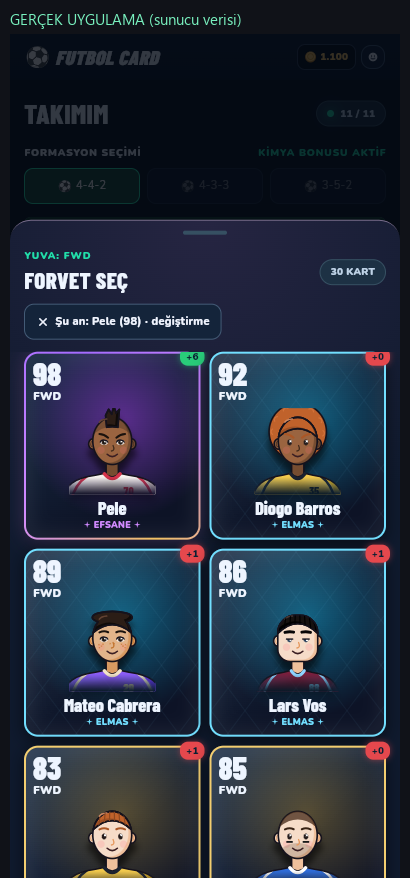 GERÇEK UYGULAMA (sunucu verisi)
FUTBOL CARD
1.100
TAKIMIM
11 / 11
FORMASYON SEÇİMİ
KİMYA BONUSU AKTİF
4-4-2
4-3-3
3-5-2
YUVA: FWD
FORVET SEÇ
30 KART
✕ Şu an: Pele (98) · değiştirme
98
FWD
+6
Pele
+ EFSANE +
92
FWD
+0
Diogo Barros
+ ELMAS +
89
FWD
+1
Mateo Cabrera
+ ELMAS +
86
FWD
+1
Lars Vos
+ ELMAS +
83
FWD
+1
85
FWD
+0